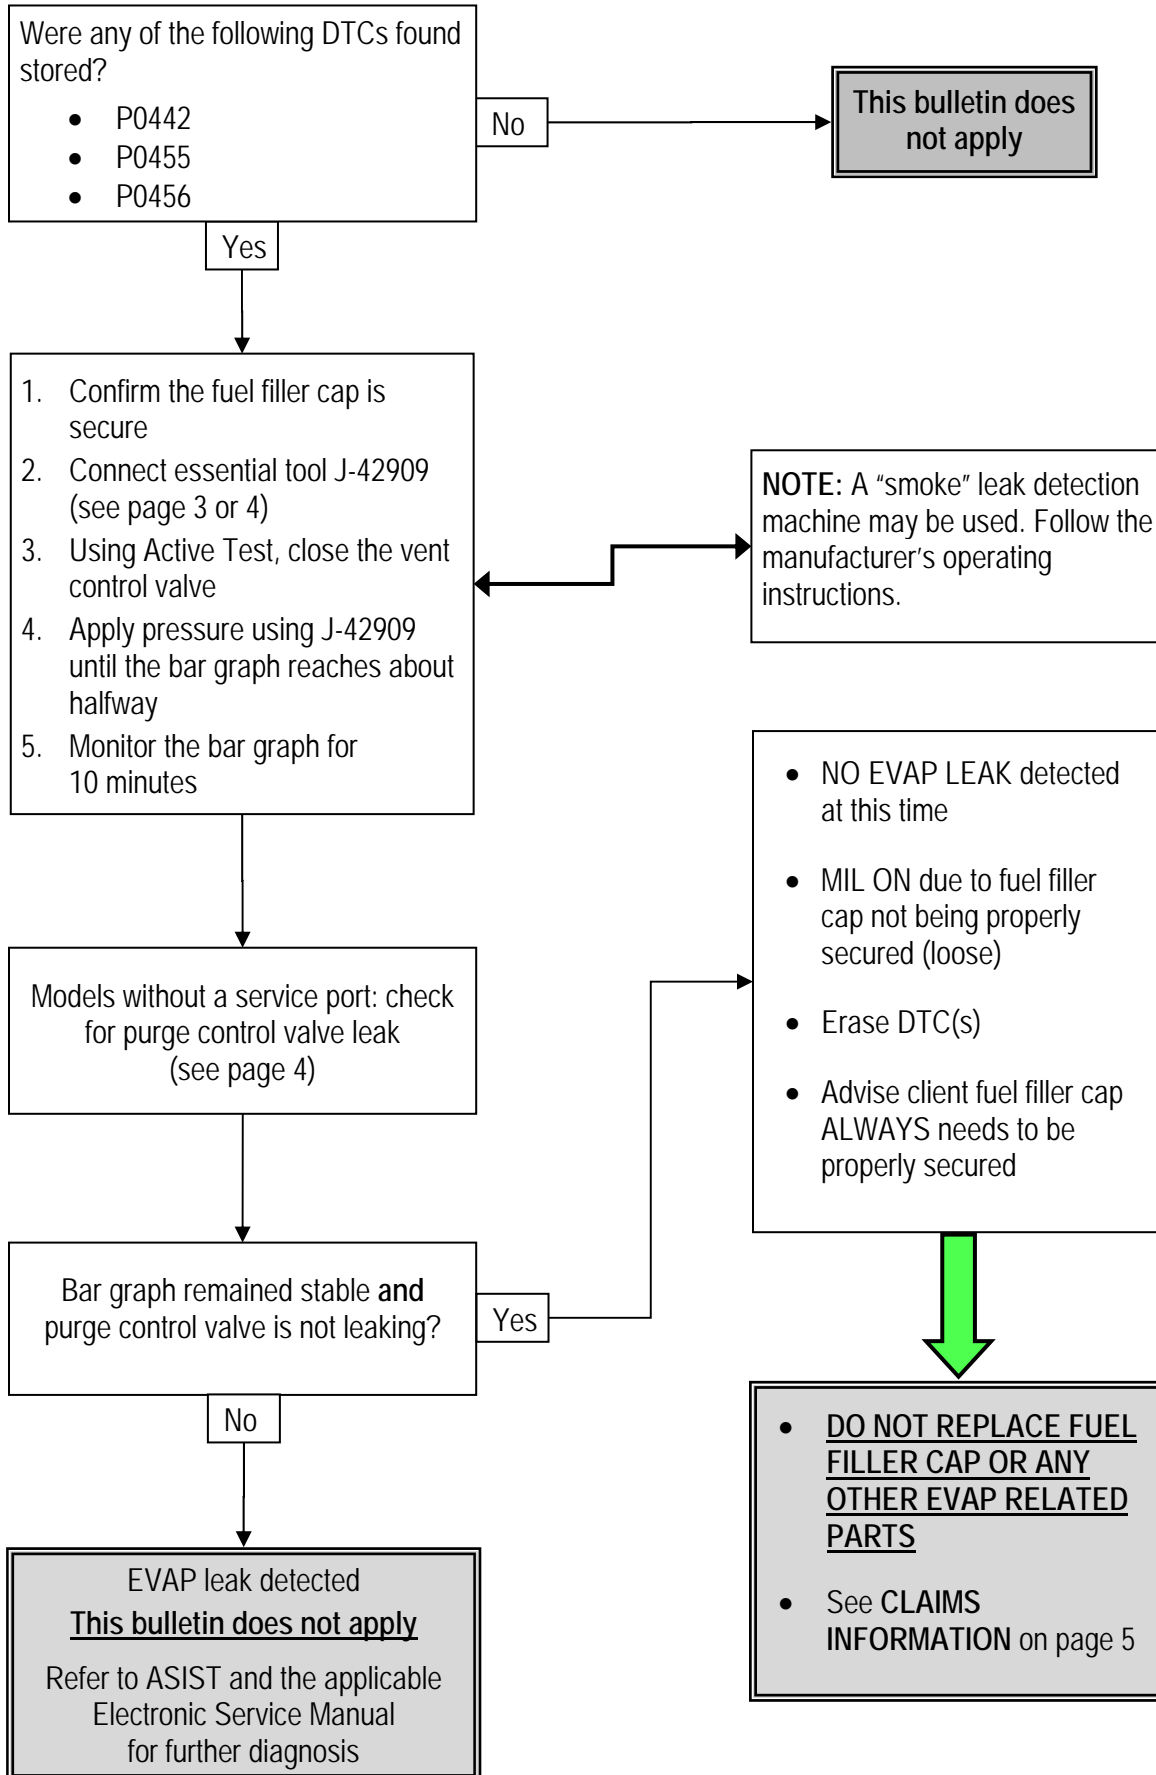 Were any of the following DTCs found
stored?
• P0442
• P0455
• P0456
No
This bulletin does
not apply
Yes
1. Confirm the fuel filler cap is
secure
2. Connect essential tool J-42909
(see page 3 or 4)
3. Using Active Test, close the vent
control valve
4. Apply pressure using J-42909
until the bar graph reaches about
halfway
5. Monitor the bar graph for
10 minutes
NOTE: A “smoke” leak detection
machine may be used. Follow the
manufacturer’s operating
instructions.
Models without a service port: check
for purge control valve leak
(see page 4)
Bar graph remained stable and
purge control valve is not leaking?
Yes
• NO EVAP LEAK detected
at this time
• MIL ON due to fuel filler
cap not being properly
secured (loose)
• Erase DTC(s)
• Advise client fuel filler cap
ALWAYS needs to be
properly secured
No
EVAP leak detected
This bulletin does not apply
Refer to ASIST and the applicable
Electronic Service Manual
for further diagnosis
• DO NOT REPLACE FUEL
FILLER CAP OR ANY
OTHER EVAP RELATED
PARTS
• See CLAIMS
INFORMATION on page 5